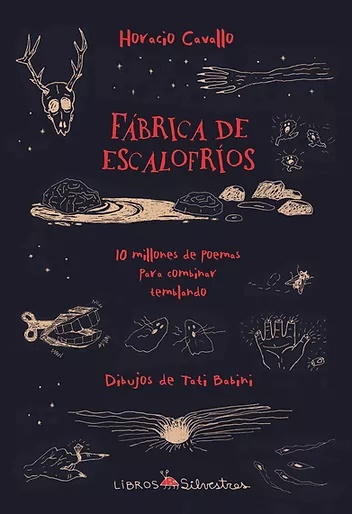 Horacio Cavallo
FÁBRICA DE
ESCALOFRÍOS
10 millones de poemas
para combinar
temblando
Dibujos de Tati Babini
LIBROS Silvestres